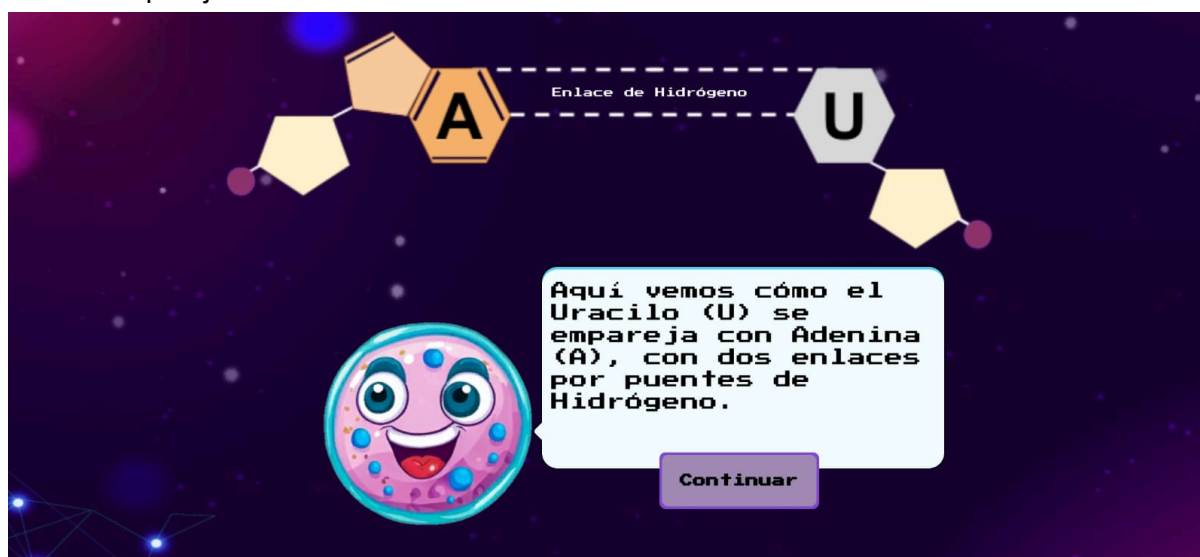 A
Enlace de Hidrógeno
U
Aquí vemos cómo el
Uracilo (U) se
empareja con Adenina
(A), con dos enlaces
por puentes de
Hidrógeno.
Continuar